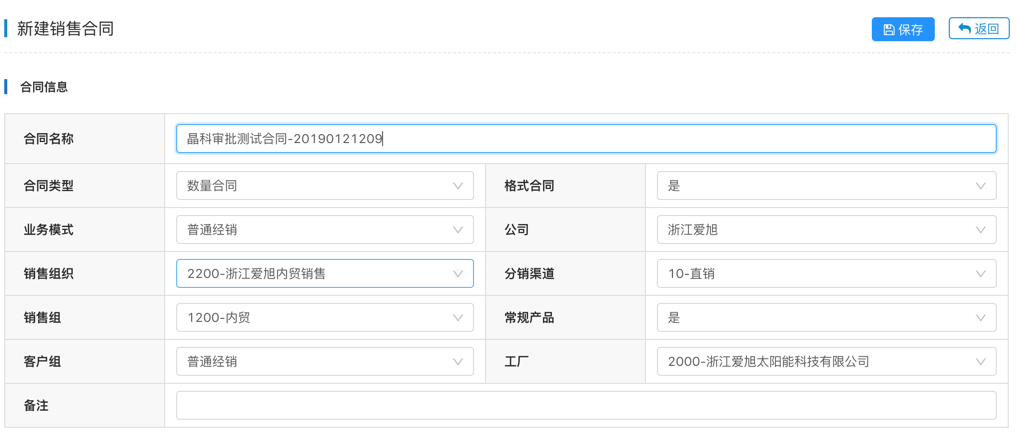 新建销售合同
保存
返回
合同信息
合同名称
晶科审批测试合同-20190121209
合同类型
数量合同
格式合同
是
业务模式
普通经销
公司
浙江爱旭
销售组织
2200-浙江爱旭内贸销售
分销渠道
10-直销
销售组
1200-内贸
常规产品
是
客户组
普通经销
工厂
2000-浙江爱旭太阳能科技有限公司
备注